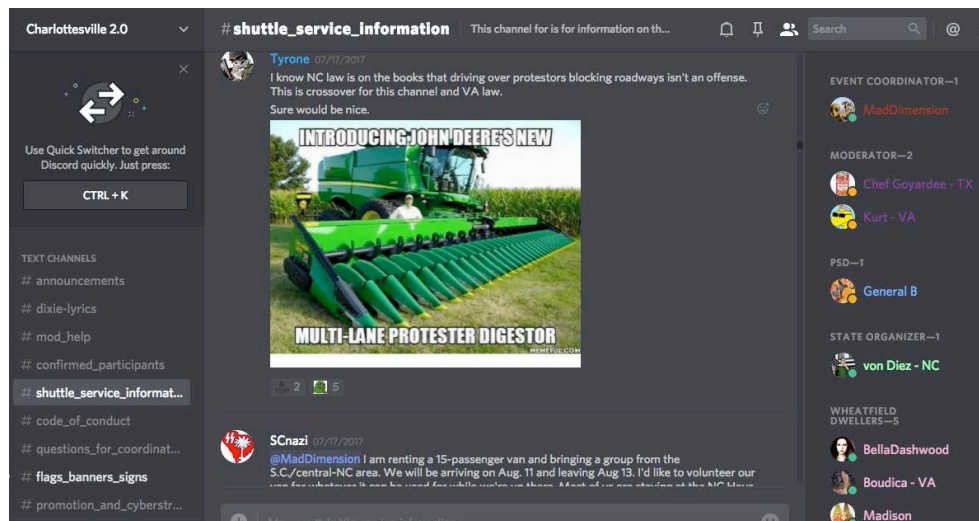 Charlottesville 2.0
#shuttle_service_information
This channel for is for information on th...
Search
@
Use Quick Switcher to get around
Discord quickly. Just press:
CTRL + K
TEXT CHANNELS
# announcements
# dixie-lyrics
# mod_help
# confirmed_participants
# shuttle_service_informat...
# code_of_conduct
# questions_for_coordinat...
# flags_banners_signs
# promotion_and_cyberstr...
Tyrone 07/17/2017
I know NC law is on the books that driving over protestors blocking roadways isn't an offense.
This is crossover for this channel and VA law.
Sure would be nice.
INTRODUCING JOHN DEERE'S NEW
MULTI-LANE PROTESTER DIGESTOR
MEMEFUL.COM
2
5
SCnazi 07/17/2017
@MadDimension I am renting a 15-passenger van and bringing a group from the
S.C./central-NC area. We will be arriving on Aug. 11 and leaving Aug 13. I'd like to volunteer our
van for whatever it can be used for while we're up there. Most of us are staying at the NC Haus
EVENT COORDINATOR—1
MadDimension
MODERATOR—2
Chef Goyardee - TX
Kurt - VA
PSD—1
General B
STATE ORGANIZER—1
von Diez - NC
WHEATFIELD
DWELLERS—5
BellaDashwood
Boudica - VA
Madison